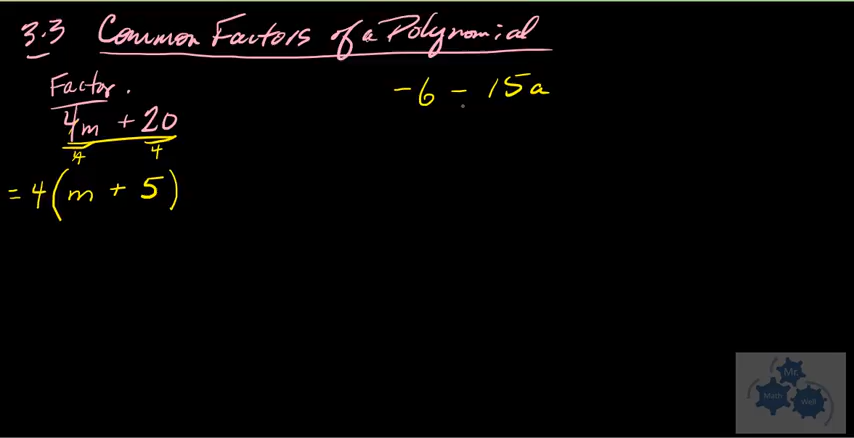 3.3 Common Factors of a Polynomial
Factor.
4m + 20
4 4
= 4(m + 5)
-6 - 15a
Mr.
Math Well